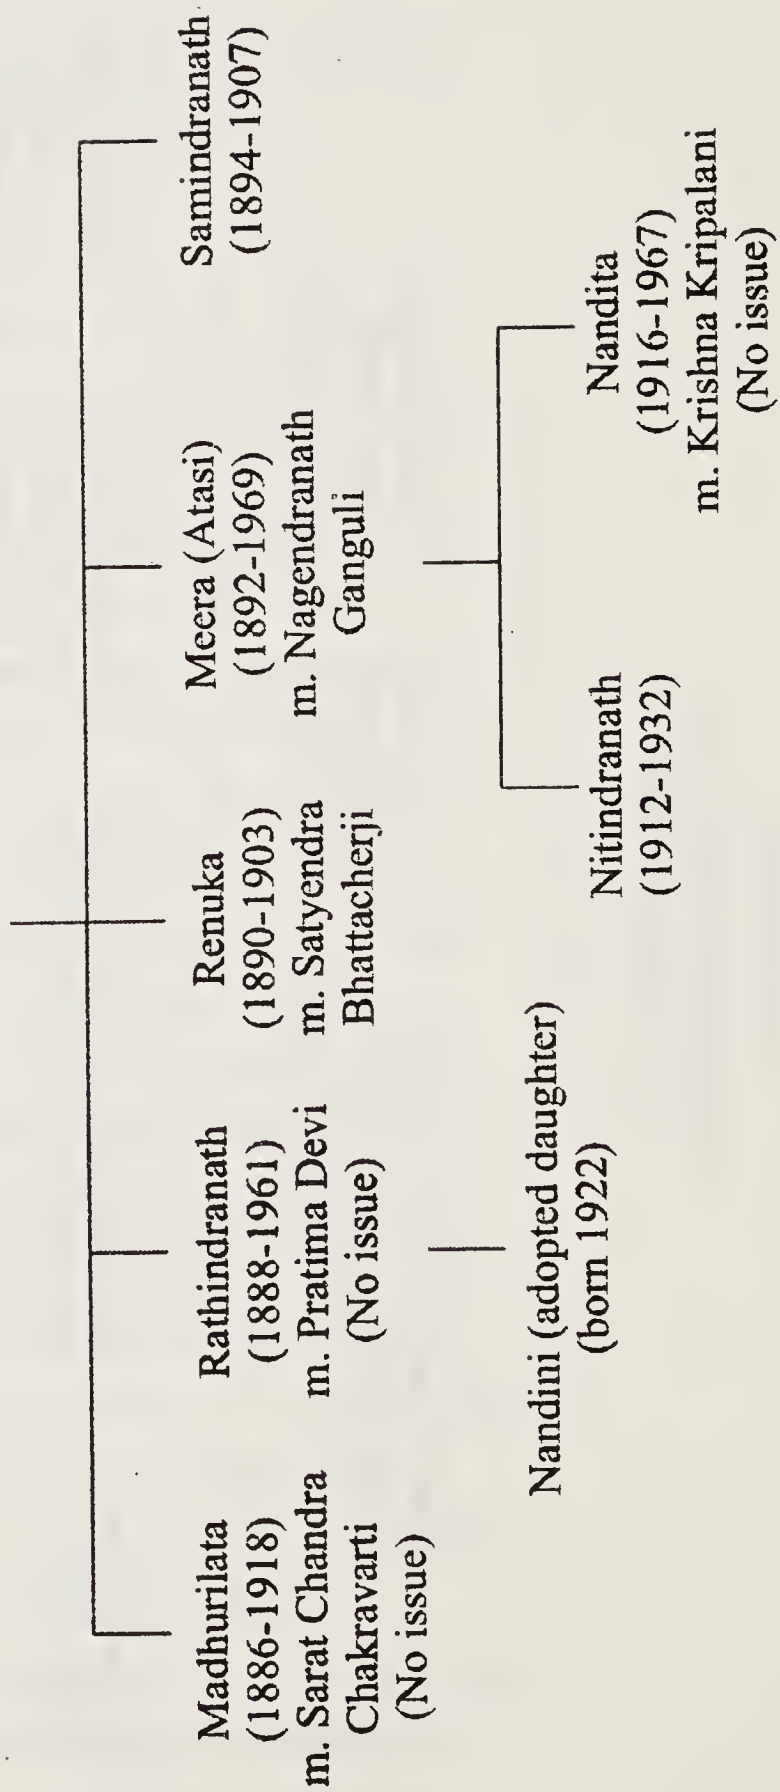 Madhurilata
(1886-1918)
m. Sarat Chandra
Chakravarti
(No issue)
Rathindranath
(1888-1961)
m. Pratima Devi
(No issue)
Renuka
(1890-1903)
m. Satyendra
Bhattacherji
Meera (Atasi)
(1892-1969)
m. Nagendranath
Ganguli
Samindranath
(1894-1907)
Nandini (adopted daughter)
(born 1922)
Nitindranath
(1912-1932)
Nandita
(1916-1967)
m. Krishna Kripalani
(No issue)